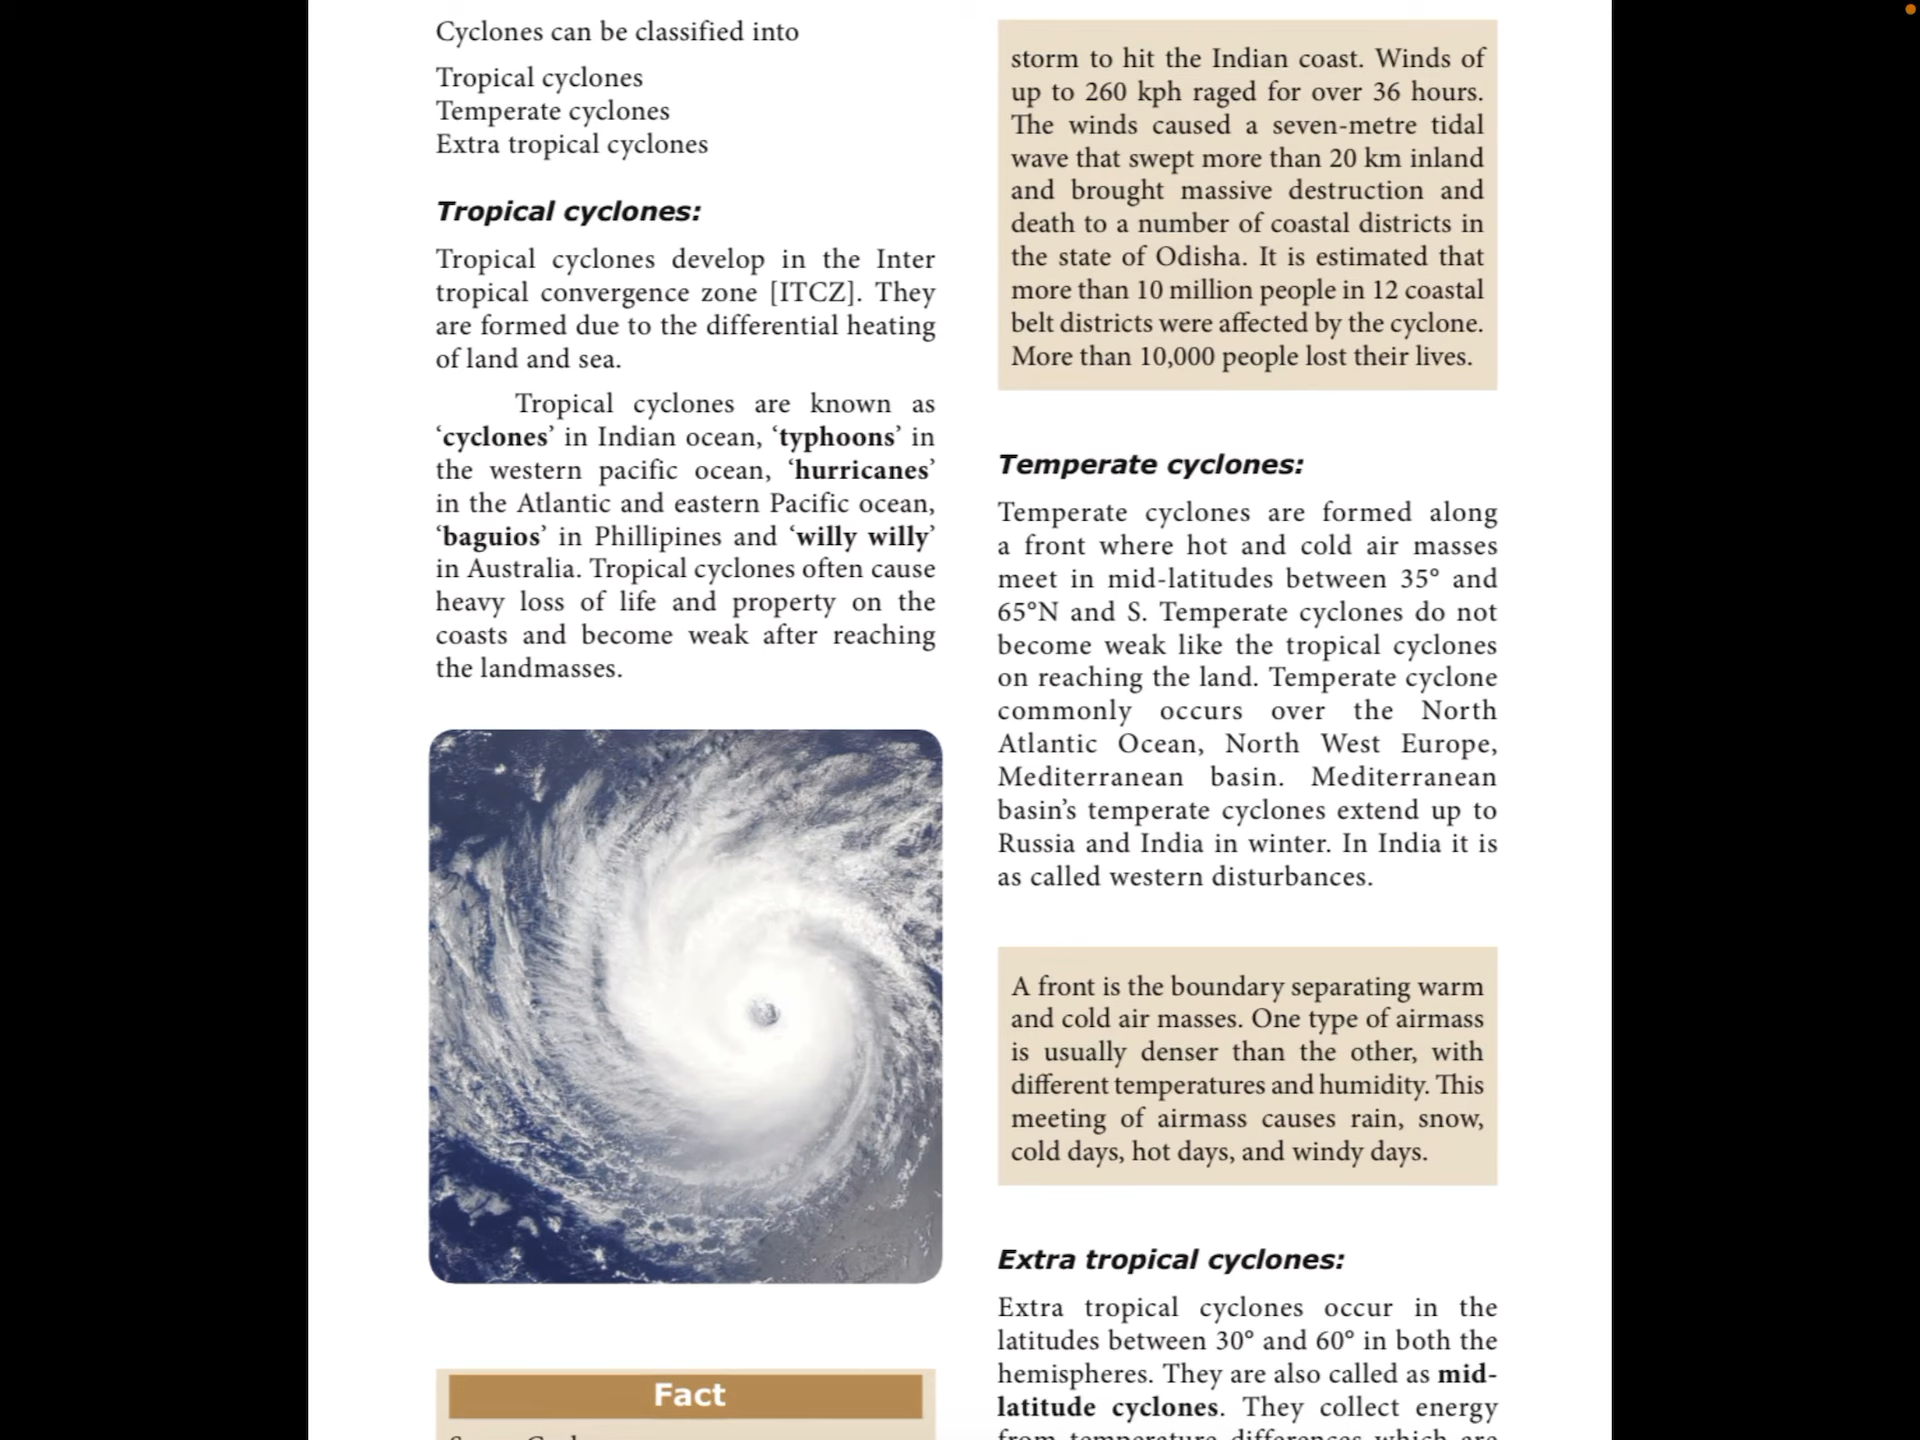 Cyclones can be classified into
Tropical cyclones
Temperate cyclones
Extra tropical cyclones
Tropical cyclones:
Tropical cyclones develop in the Inter
tropical convergence zone [ITCZ]. They
are formed due to the differential heating
of land and sea.
Tropical cyclones are known as
‘cyclones’ in Indian ocean, ‘typhoons’ in
the western pacific ocean, ‘hurricanes’
in the Atlantic and eastern Pacific ocean,
‘baguios’ in Phillipines and ‘willy willy’
in Australia. Tropical cyclones often cause
heavy loss of life and property on the
coasts and become weak after reaching
the landmasses.
Fact
storm to hit the Indian coast. Winds of
up to 260 kph raged for over 36 hours.
The winds caused a seven-metre tidal
wave that swept more than 20 km inland
and brought massive destruction and
death to a number of coastal districts in
the state of Odisha. It is estimated that
more than 10 million people in 12 coastal
belt districts were affected by the cyclone.
More than 10,000 people lost their lives.
Temperate cyclones:
Temperate cyclones are formed along
a front where hot and cold air masses
meet in mid-latitudes between 35° and
65°N and S. Temperate cyclones do not
become weak like the tropical cyclones
on reaching the land. Temperate cyclone
commonly occurs over the North
Atlantic Ocean, North West Europe,
Mediterranean basin. Mediterranean
basin’s temperate cyclones extend up to
Russia and India in winter. In India it is
as called western disturbances.
A front is the boundary separating warm
and cold air masses. One type of airmass
is usually denser than the other, with
different temperatures and humidity. This
meeting of airmass causes rain, snow,
cold days, hot days, and windy days.
Extra tropical cyclones:
Extra tropical cyclones occur in the
latitudes between 30° and 60° in both the
hemispheres. They are also called as mid-
latitude cyclones. They collect energy
from temperature differences which are